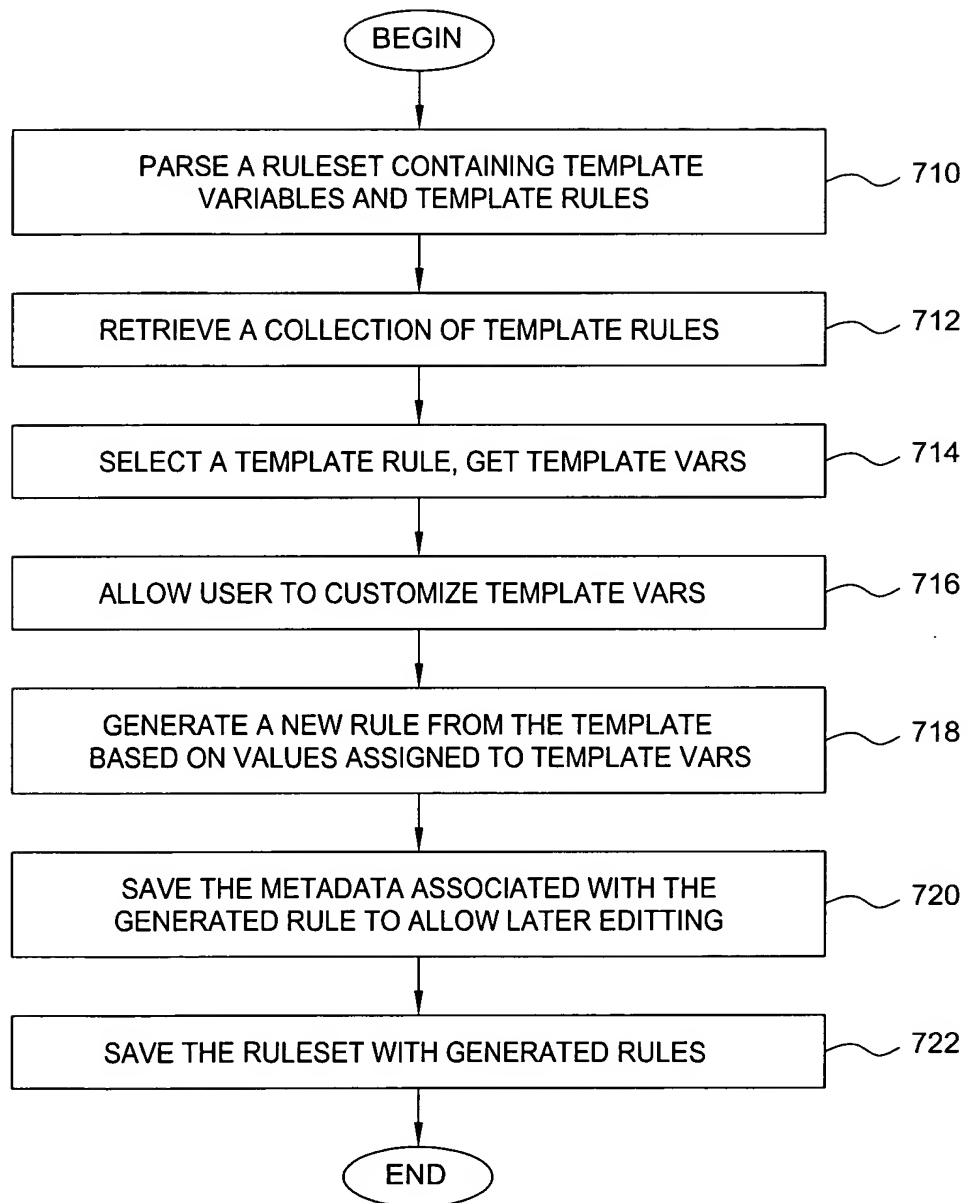 BEGIN
PARSE A RULESET CONTAINING TEMPLATE
VARIABLES AND TEMPLATE RULES
710
RETRIEVE A COLLECTION OF TEMPLATE RULES
712
SELECT A TEMPLATE RULE, GET TEMPLATE VARS
714
ALLOW USER TO CUSTOMIZE TEMPLATE VARS
716
GENERATE A NEW RULE FROM THE TEMPLATE
BASED ON VALUES ASSIGNED TO TEMPLATE VARS
718
SAVE THE METADATA ASSOCIATED WITH THE
GENERATED RULE TO ALLOW LATER EDITTING
720
SAVE THE RULESET WITH GENERATED RULES
722
END